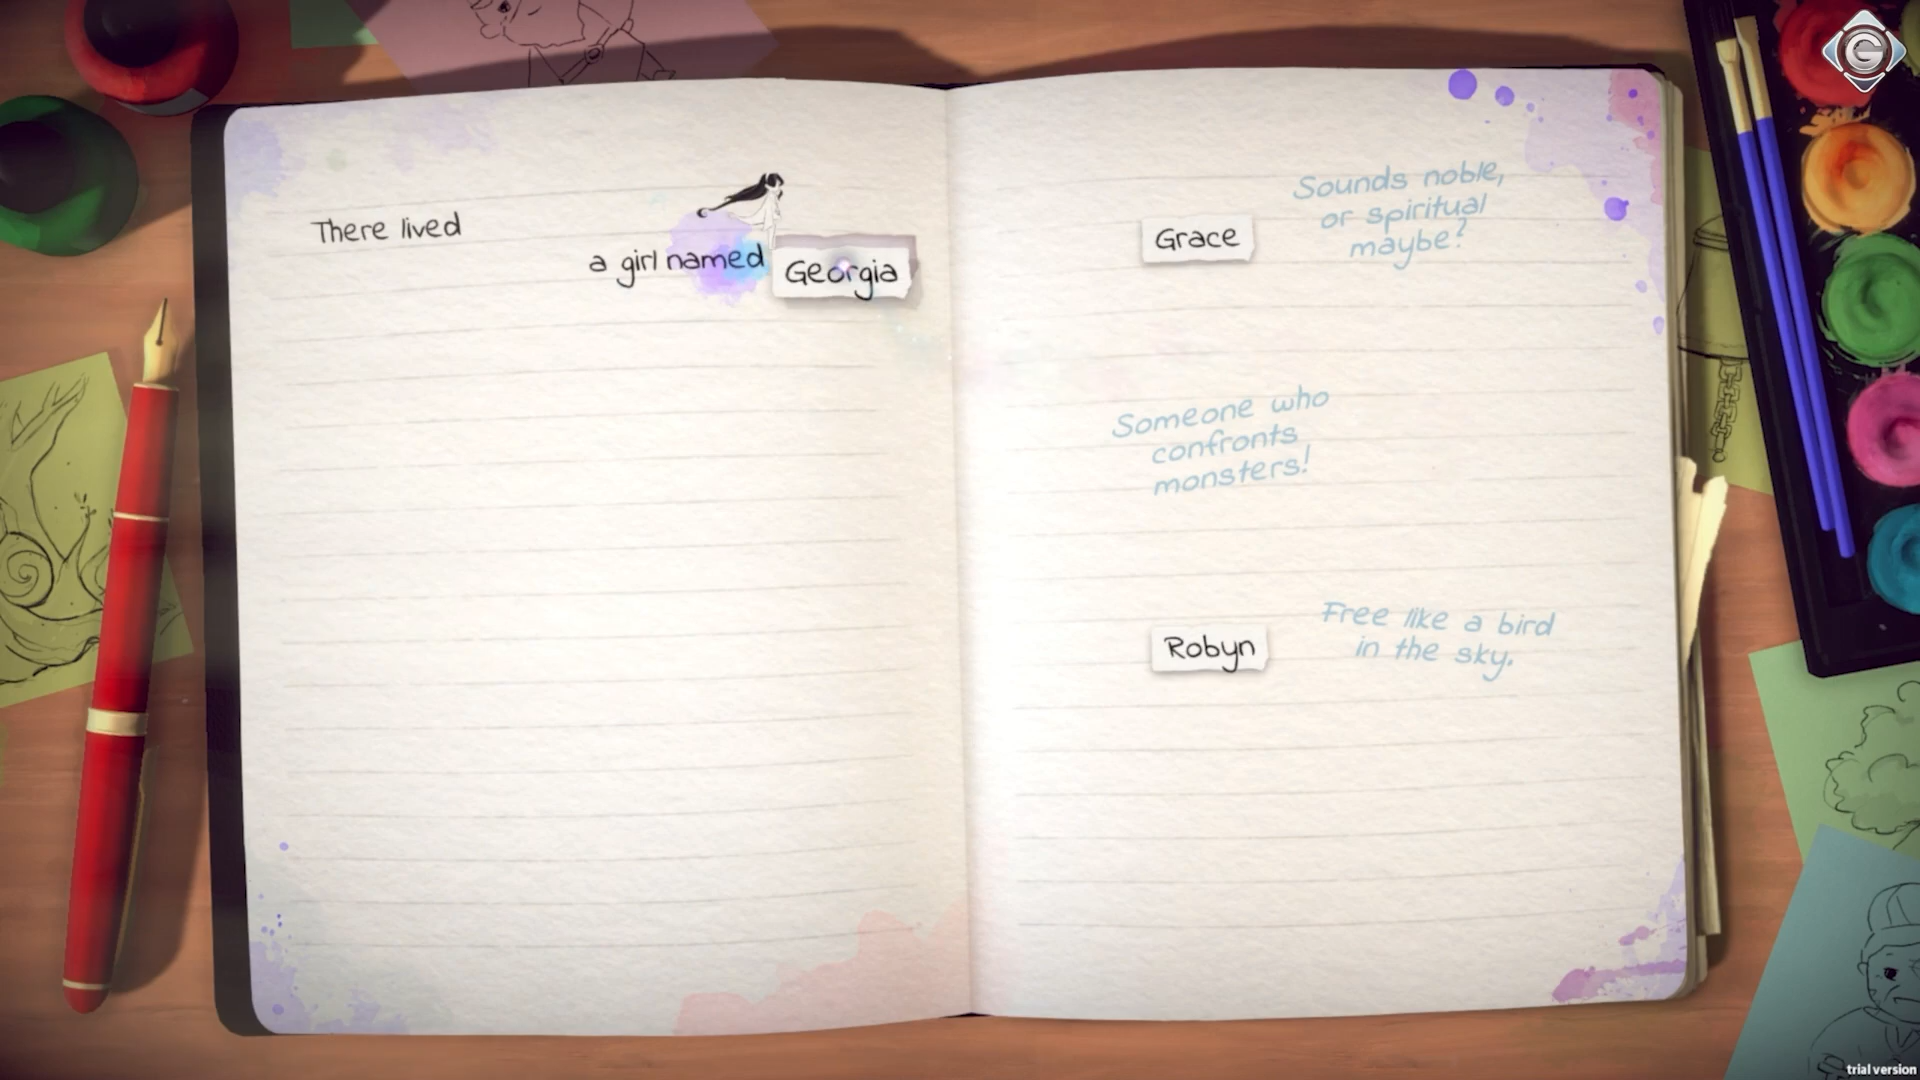 There lived
a girl named
Georgia
Grace
Sounds noble,
or spiritual
maybe?
Someone who
confronts
monsters!
Robyn
Free like a bird
in the sky.
trial version